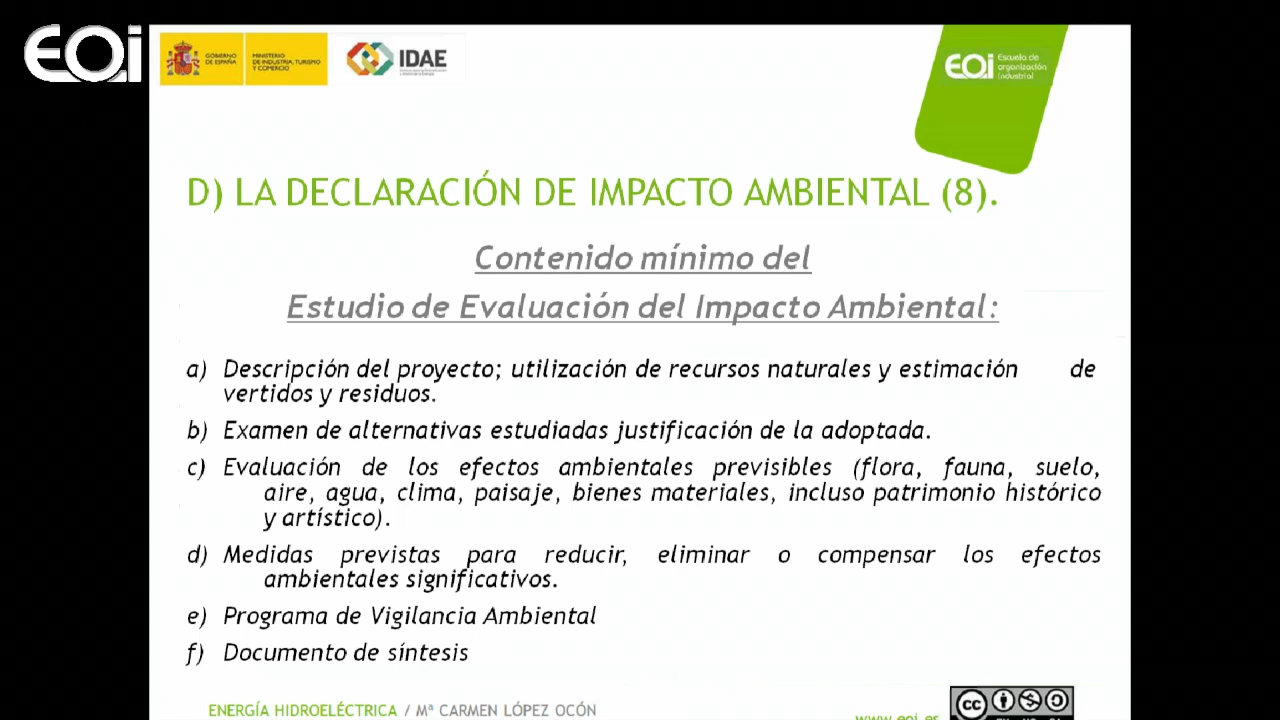 EOi
GOBIERNO DE ESPAÑA
MINISTERIO DE INDUSTRIA, TURISMO Y COMERCIO
IDAE
EOi
Escuela de
organización
industrial
D) LA DECLARACIÓN DE IMPACTO AMBIENTAL (8).
Contenido mínimo del
Estudio de Evaluación del Impacto Ambiental:
a) Descripción del proyecto; utilización de recursos naturales y estimación de
vertidos y residuos.
b) Examen de alternativas estudiadas justificación de la adoptada.
c) Evaluación de los efectos ambientales previsibles (flora, fauna, suelo,
aire, agua, clima, paisaje, bienes materiales, incluso patrimonio histórico
y artístico).
d) Medidas previstas para reducir, eliminar o compensar los efectos
ambientales significativos.
e) Programa de Vigilancia Ambiental
f) Documento de síntesis
ENERGÍA HIDROELÉCTRICA / Mª CARMEN LÓPEZ OCÓN
www.eoi.es
cc